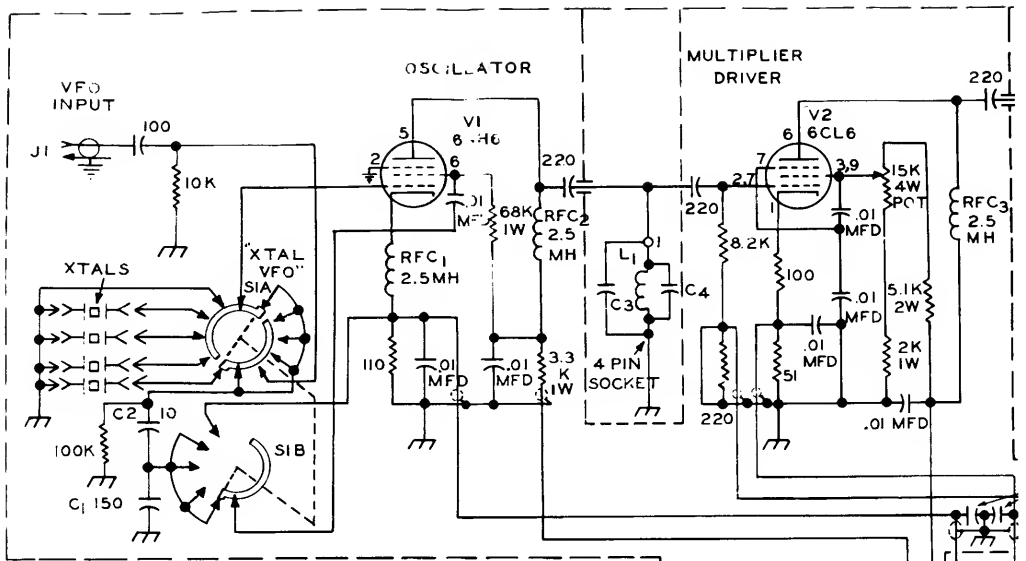 VFO
INPUT
J1
100
10K
XTALS
"XTAL
VFO"
S1A
C2
10
100K
C1 150
S1B
OSCILLATOR
V1
5
2
6
.01
MFD
68K
1W
RFC2
2.5
MH
220
RFC1
2.5MH
110
.01
MFD
.01
MFD
3.3
K
1W
L1
1
C3
C4
4 PIN
SOCKET
MULTIPLIER
DRIVER
V2
6CL6
6
7
2,7
3,9
1
220
8.2K
220
100
51
.01
MFD
.01
MFD
.01
MFD
15K
4W
POT
5.1K
2W
2K
1W
.01 MFD
220
RFC3
2.5
MH